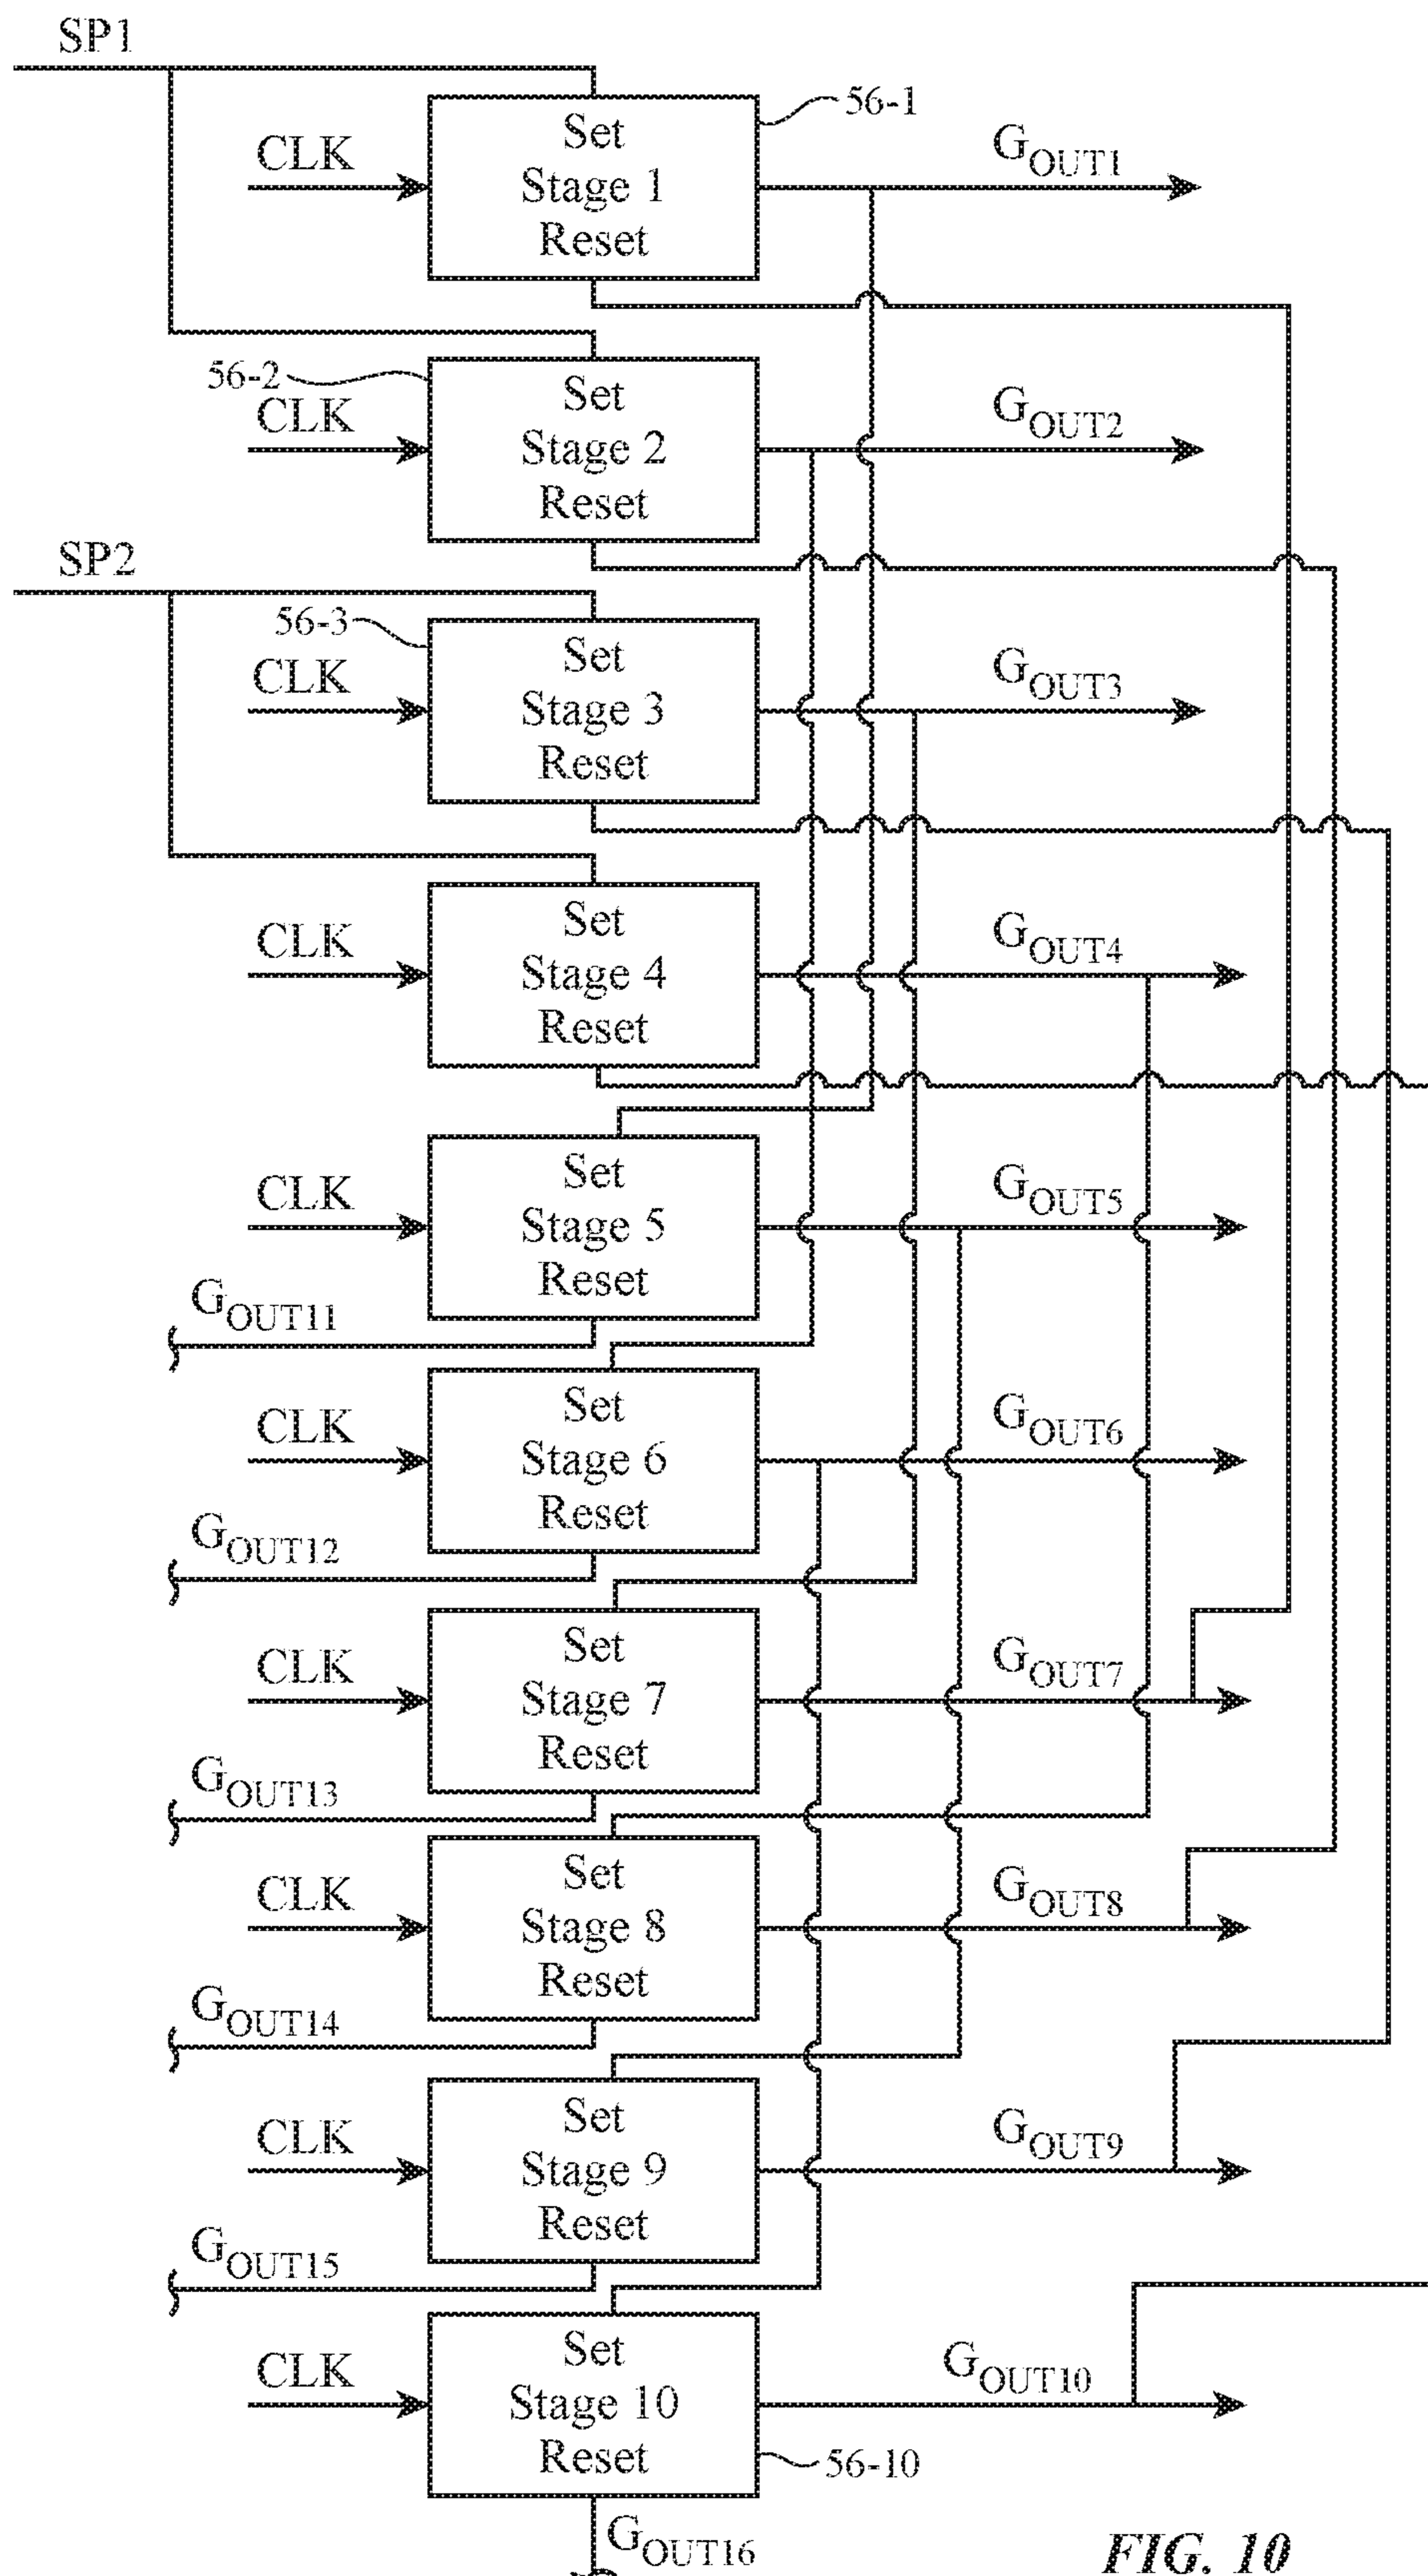 SP1
56-1
CLK
Set
Stage 1
Reset
GOUT1
56-2
CLK
Set
Stage 2
Reset
GOUT2
SP2
56-3
CLK
Set
Stage 3
Reset
GOUT3
CLK
Set
Stage 4
Reset
GOUT4
CLK
Set
Stage 5
Reset
GOUT5
GOUT11
CLK
Set
Stage 6
Reset
GOUT6
GOUT12
CLK
Set
Stage 7
Reset
GOUT7
GOUT13
CLK
Set
Stage 8
Reset
GOUT8
GOUT14
CLK
Set
Stage 9
Reset
GOUT9
GOUT15
CLK
Set
Stage 10
Reset
GOUT10
56-10
GOUT16
FIG. 10